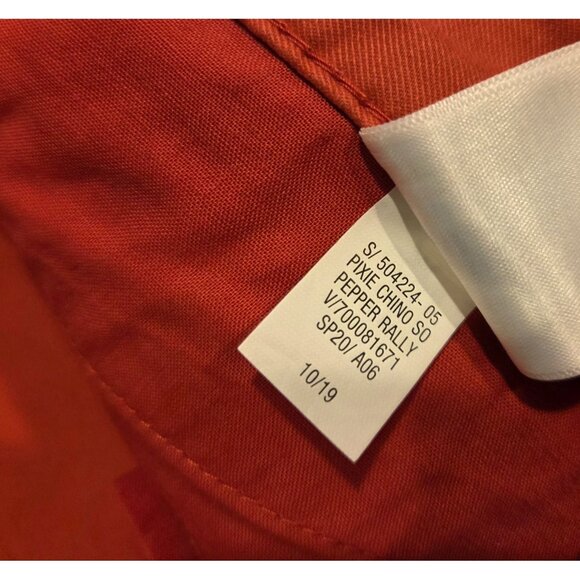 S/ 504224- 05
PIXIE CHINO SO
PEPPER RALLY
V/700081671
SP20/ A06
10/19